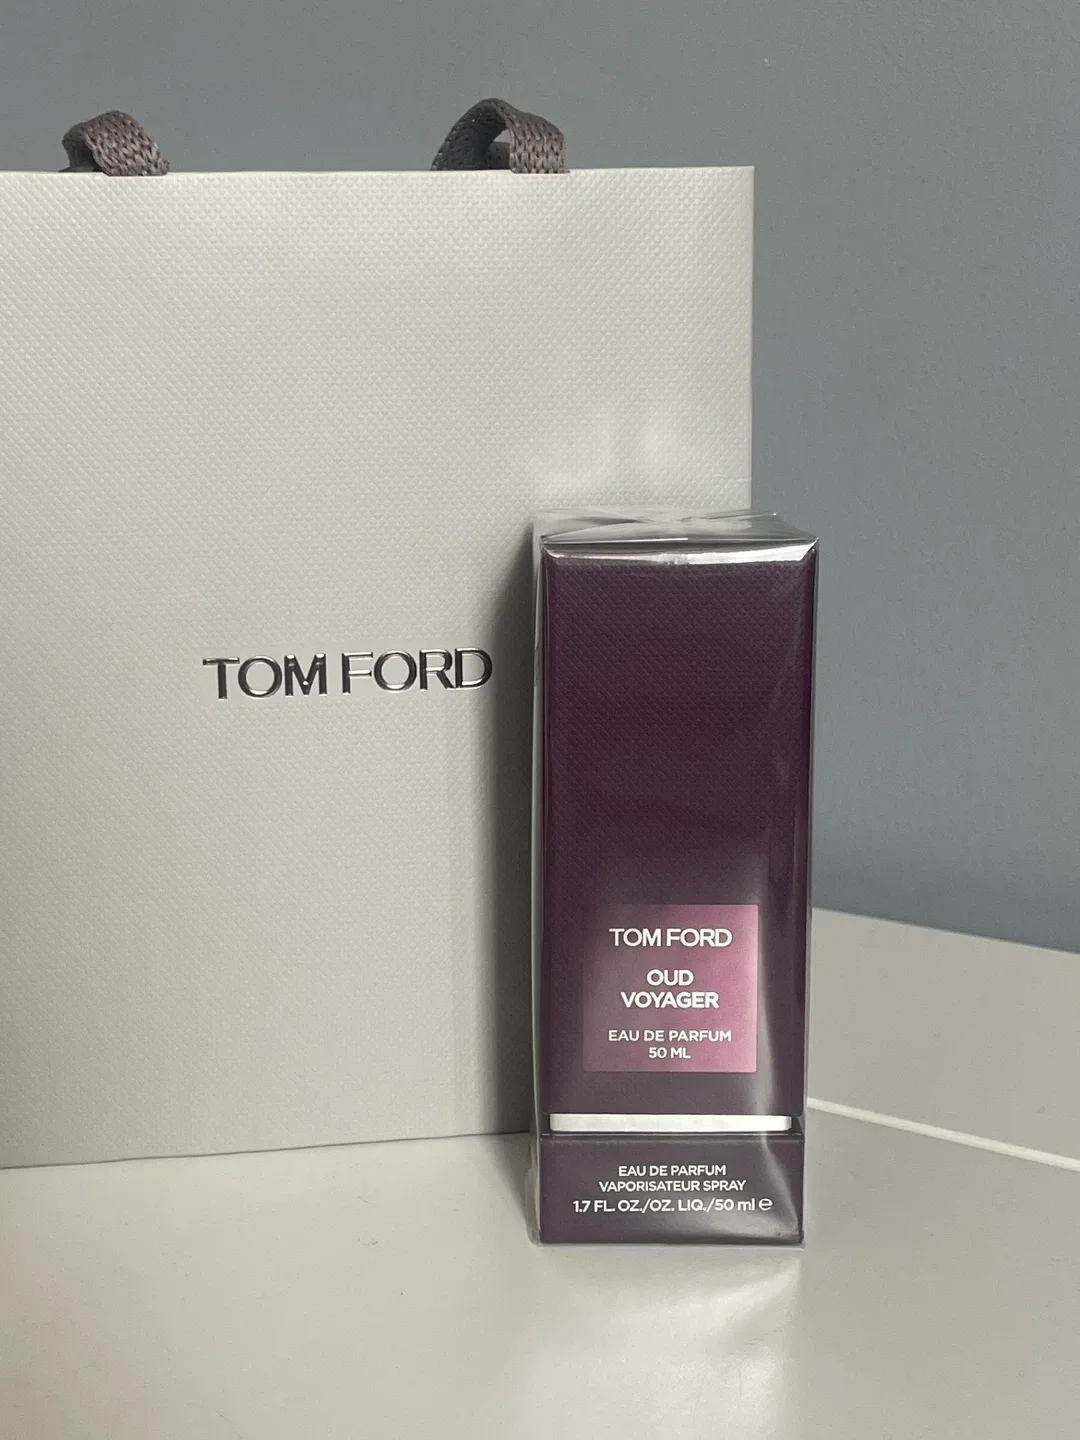 TOM FORD
TOM FORD
OUD
VOYAGER
EAU DE PARFUM
50 ML
EAU DE PARFUM
VAPORISATEUR SPRAY
1.7 FL. OZ./OZ. LIQ./50 ml ℮